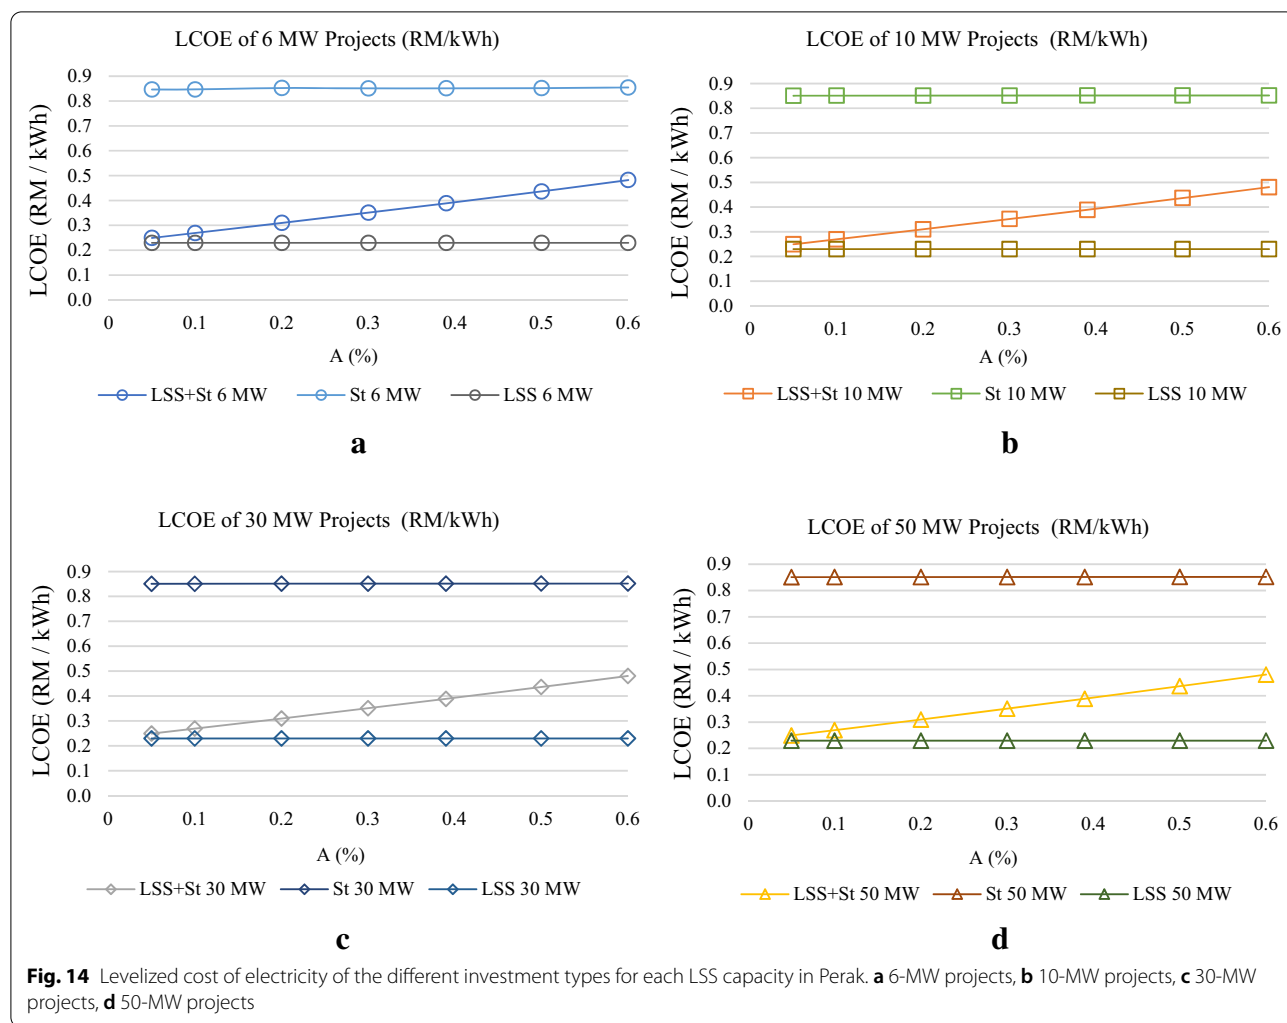 LCOE of 6 MW Projects (RM/kWh)
LCOE (RM / kWh)
0.9
0.8
0.7
0.6
0.5
0.4
0.3
0.2
0.1
0.0
0 0.1 0.2 0.3 0.4 0.5 0.6
A (%)
LSS+St 6 MW St 6 MW LSS 6 MW
a
LCOE of 10 MW Projects (RM/kWh)
LCOE (RM / kWh)
0.9
0.8
0.7
0.6
0.5
0.4
0.3
0.2
0.1
0.0
0 0.1 0.2 0.3 0.4 0.5 0.6
A (%)
LSS+St 10 MW St 10 MW LSS 10 MW
b
LCOE of 30 MW Projects (RM/kWh)
LCOE (RM / kWh)
0.9
0.8
0.7
0.6
0.5
0.4
0.3
0.2
0.1
0.0
0 0.1 0.2 0.3 0.4 0.5 0.6
A (%)
LSS+St 30 MW St 30 MW LSS 30 MW
c
LCOE of 50 MW Projects (RM/kWh)
LCOE (RM / kWh)
0.9
0.8
0.7
0.6
0.5
0.4
0.3
0.2
0.1
0.0
0 0.1 0.2 0.3 0.4 0.5 0.6
A (%)
LSS+St 50 MW St 50 MW LSS 50 MW
d
Fig. 14 Levelized cost of electricity of the different investment types for each LSS capacity in Perak. a 6-MW projects, b 10-MW projects, c 30-MW
projects, d 50-MW projects